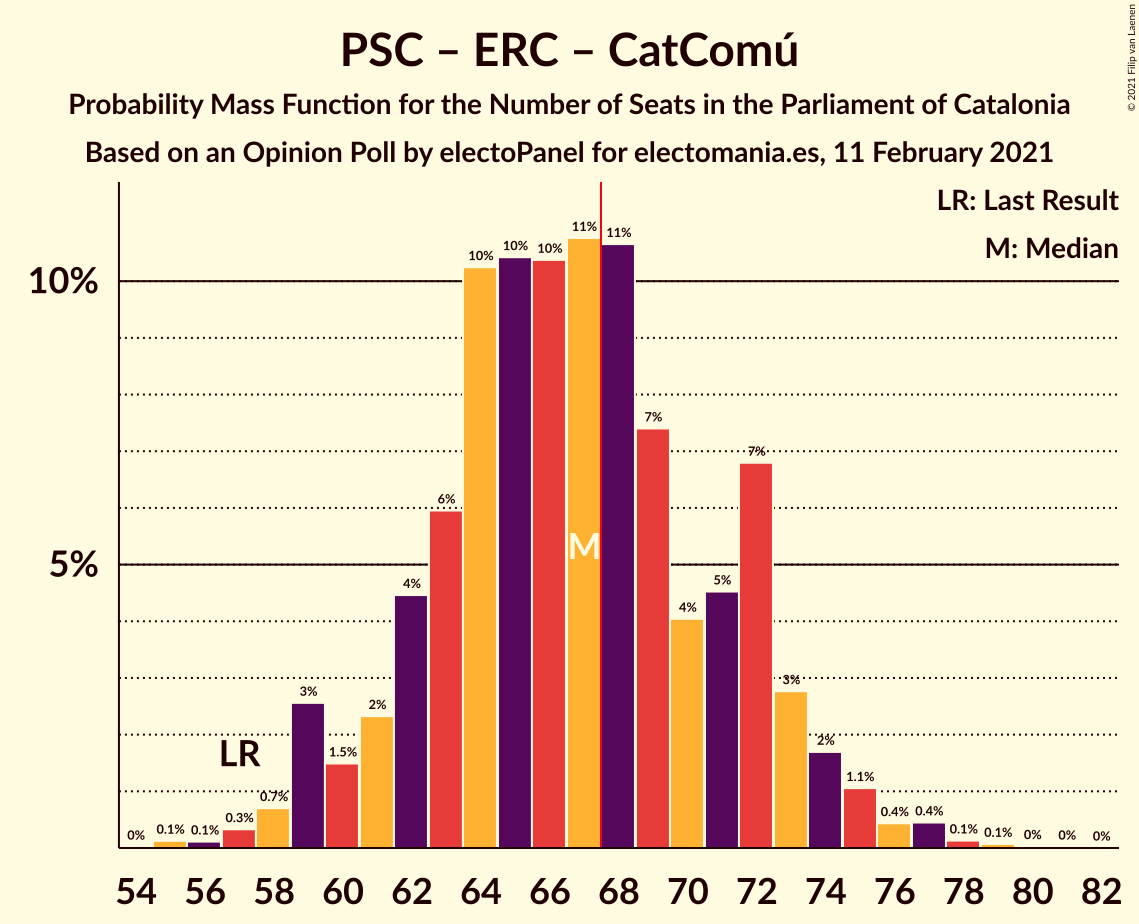 PSC – ERC – CatComú
Probability Mass Function for the Number of Seats in the Parliament of Catalonia
Based on an Opinion Poll by electoPanel for electomania.es, 11 February 2021
© 2021 Filip van Laenen
LR: Last Result
M: Median
10%
5%
0% 0.1% 0.1% 0.3% 0.7% 3% 1.5% 2% 4% 6% 10% 10% 10% 11% 11% 7% 4% 5% 7% 3% 2% 1.1% 0.4% 0.4% 0.1% 0.1% 0% 0% 0%
LR
M
54 56 58 60 62 64 66 68 70 72 74 76 78 80 82